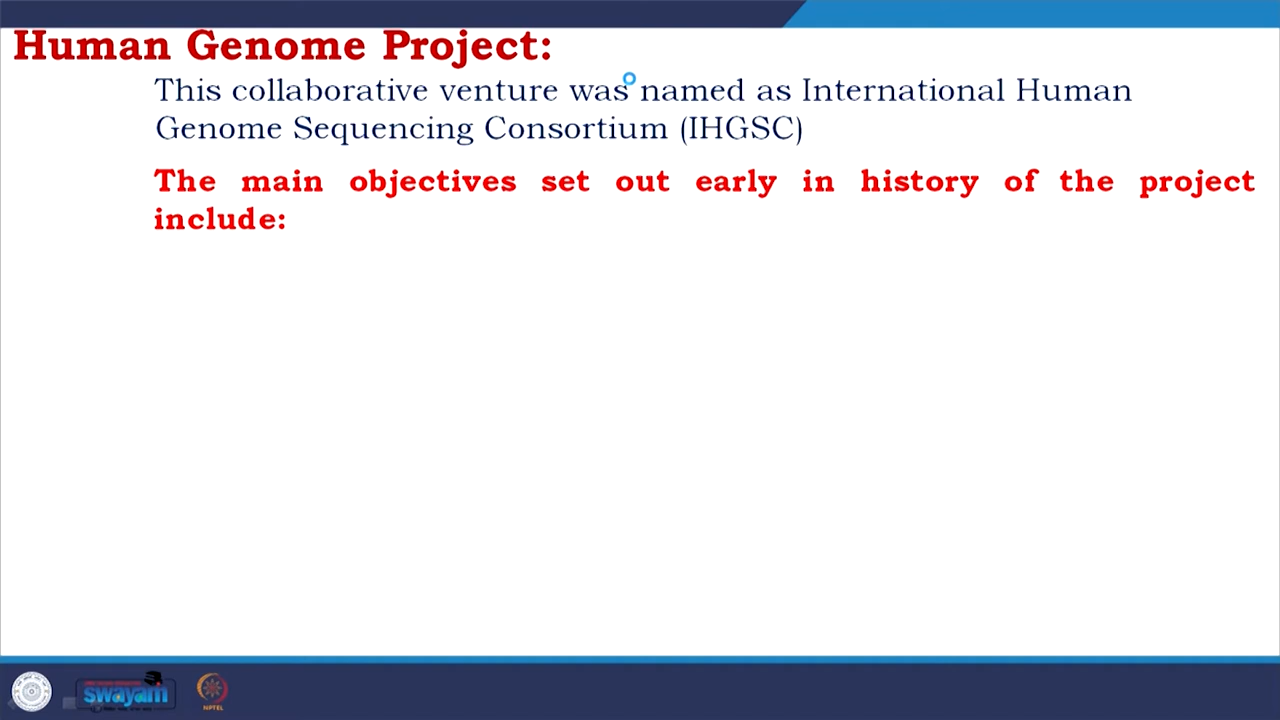 Human Genome Project:
This collaborative venture was named as International Human
Genome Sequencing Consortium (IHGSC)
The main objectives set out early in history of the project
include:
swayam
NPTEL